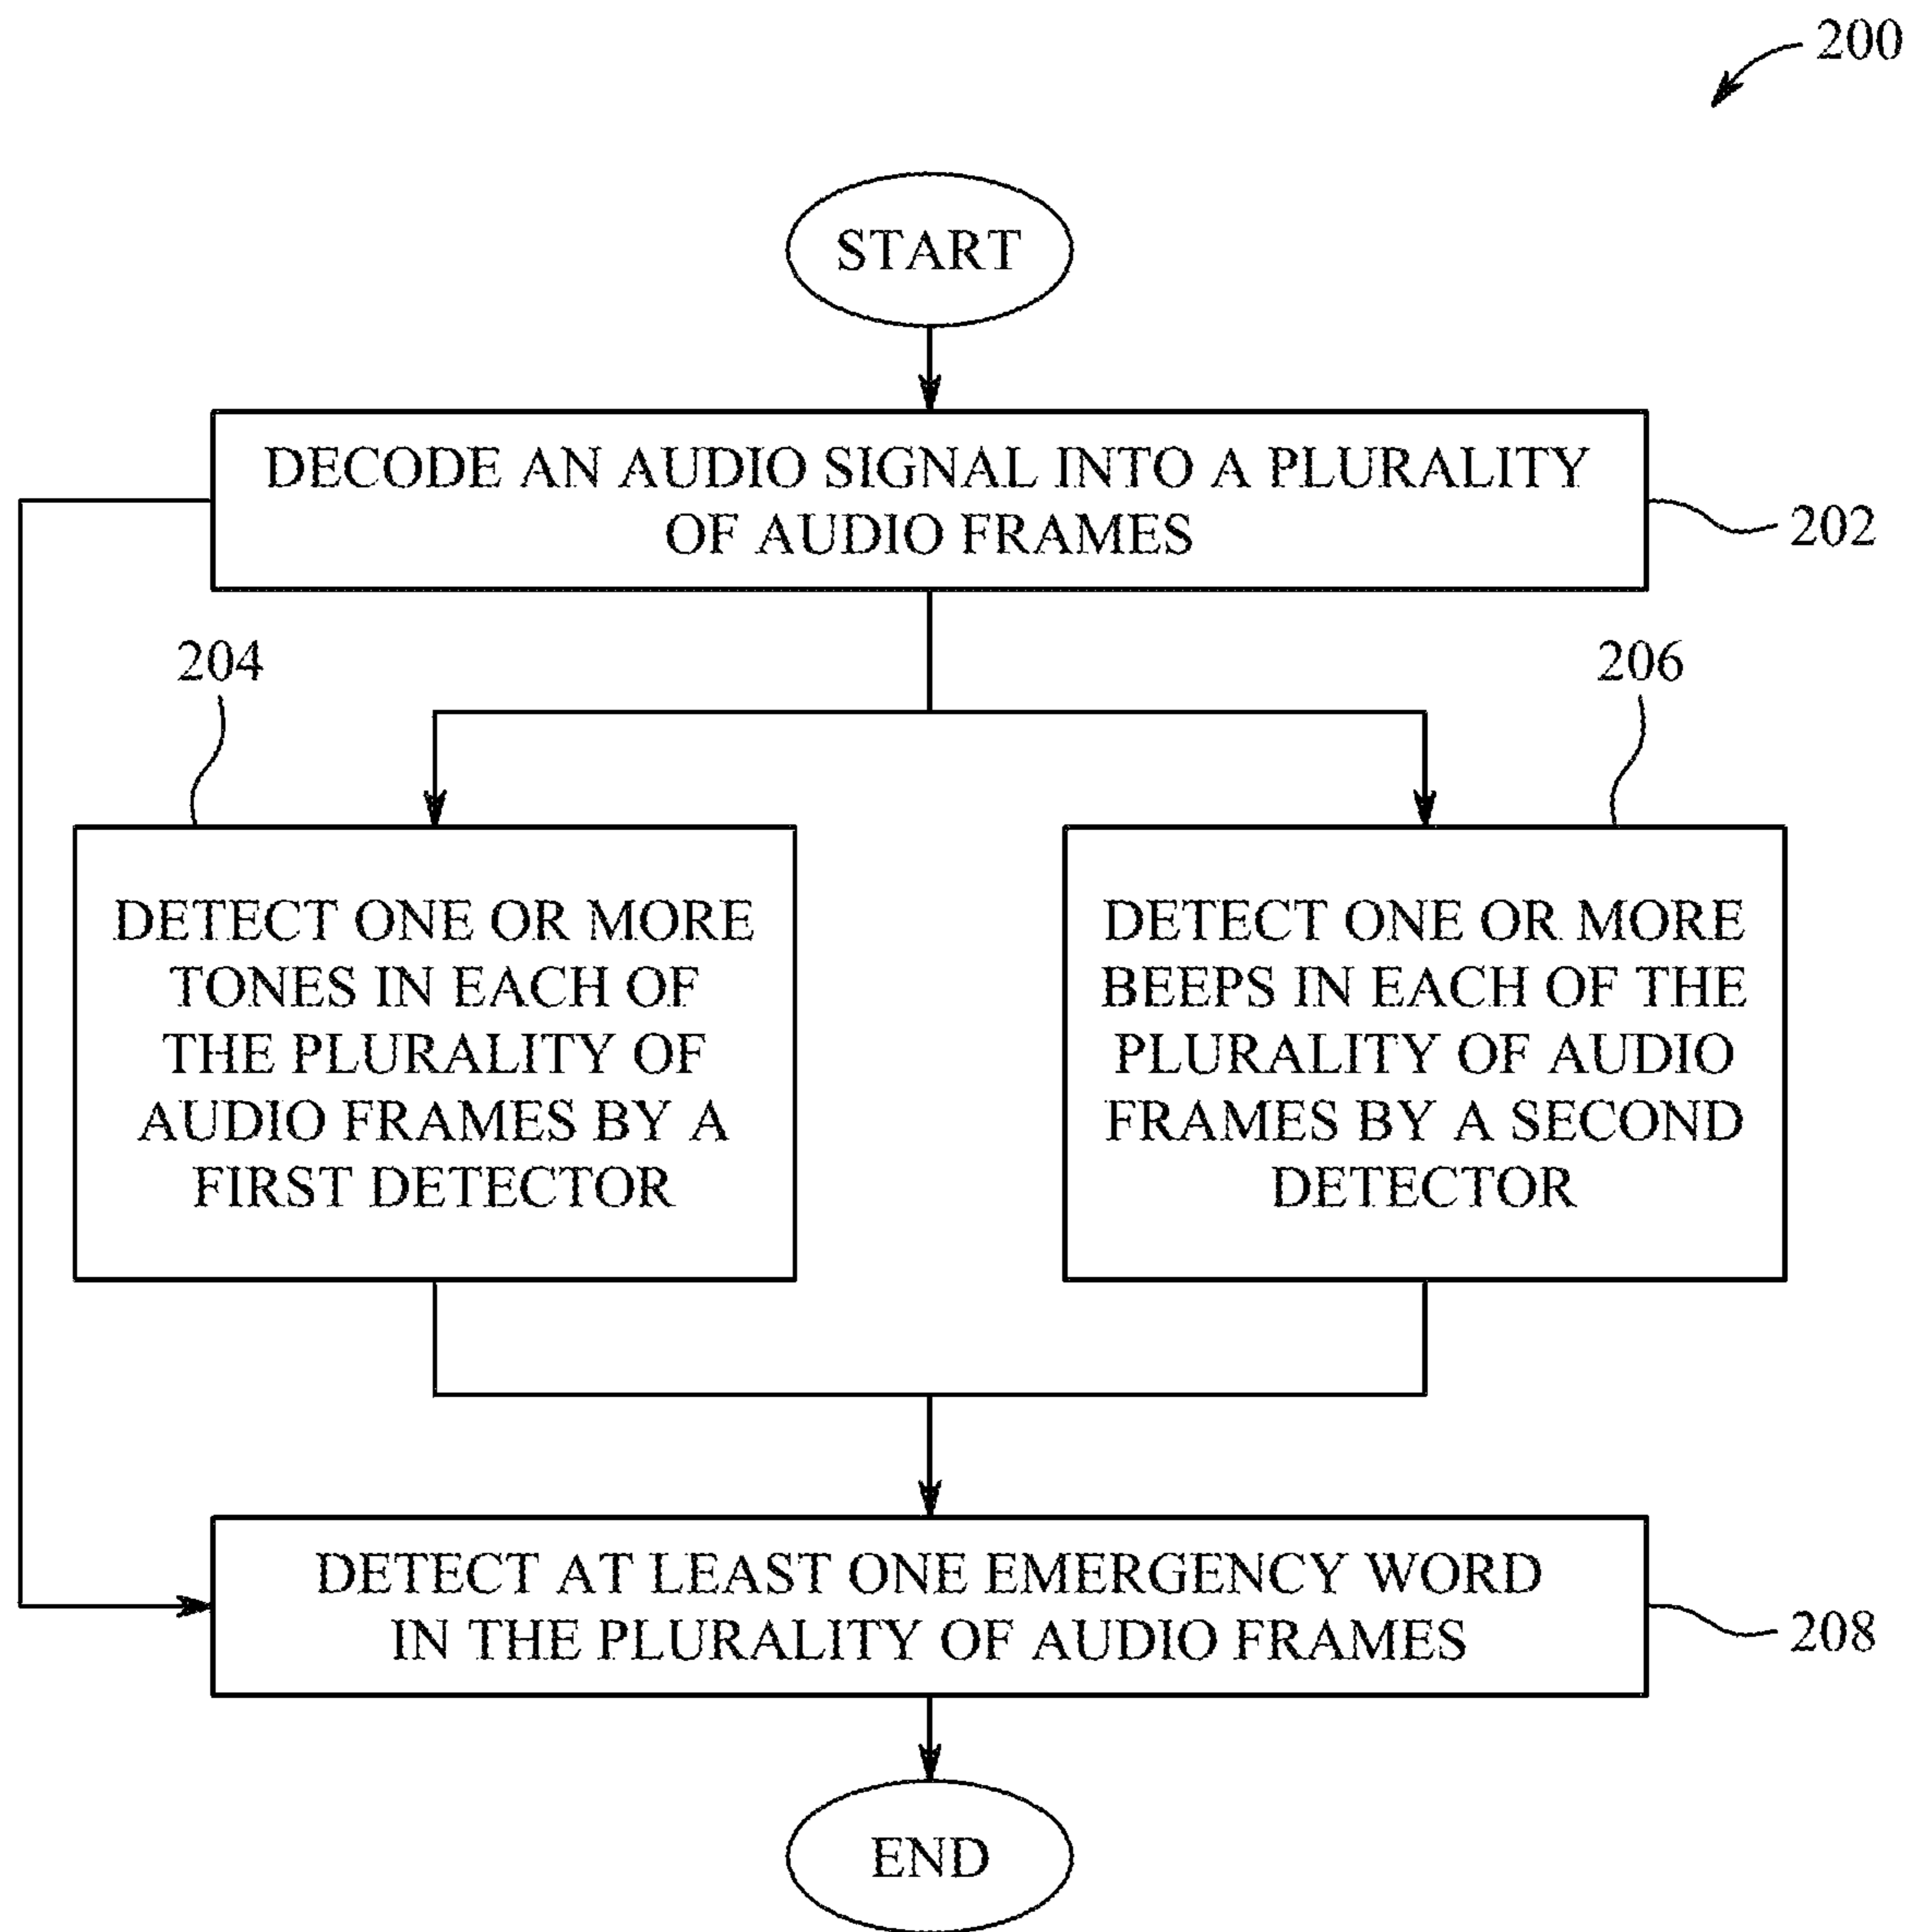 200
START
DECODE AN AUDIO SIGNAL INTO A PLURALITY
OF AUDIO FRAMES
202
204
206
DETECT ONE OR MORE
TONES IN EACH OF
THE PLURALITY OF
AUDIO FRAMES BY A
FIRST DETECTOR
DETECT ONE OR MORE
BEEPS IN EACH OF THE
PLURALITY OF AUDIO
FRAMES BY A SECOND
DETECTOR
DETECT AT LEAST ONE EMERGENCY WORD
IN THE PLURALITY OF AUDIO FRAMES
208
END